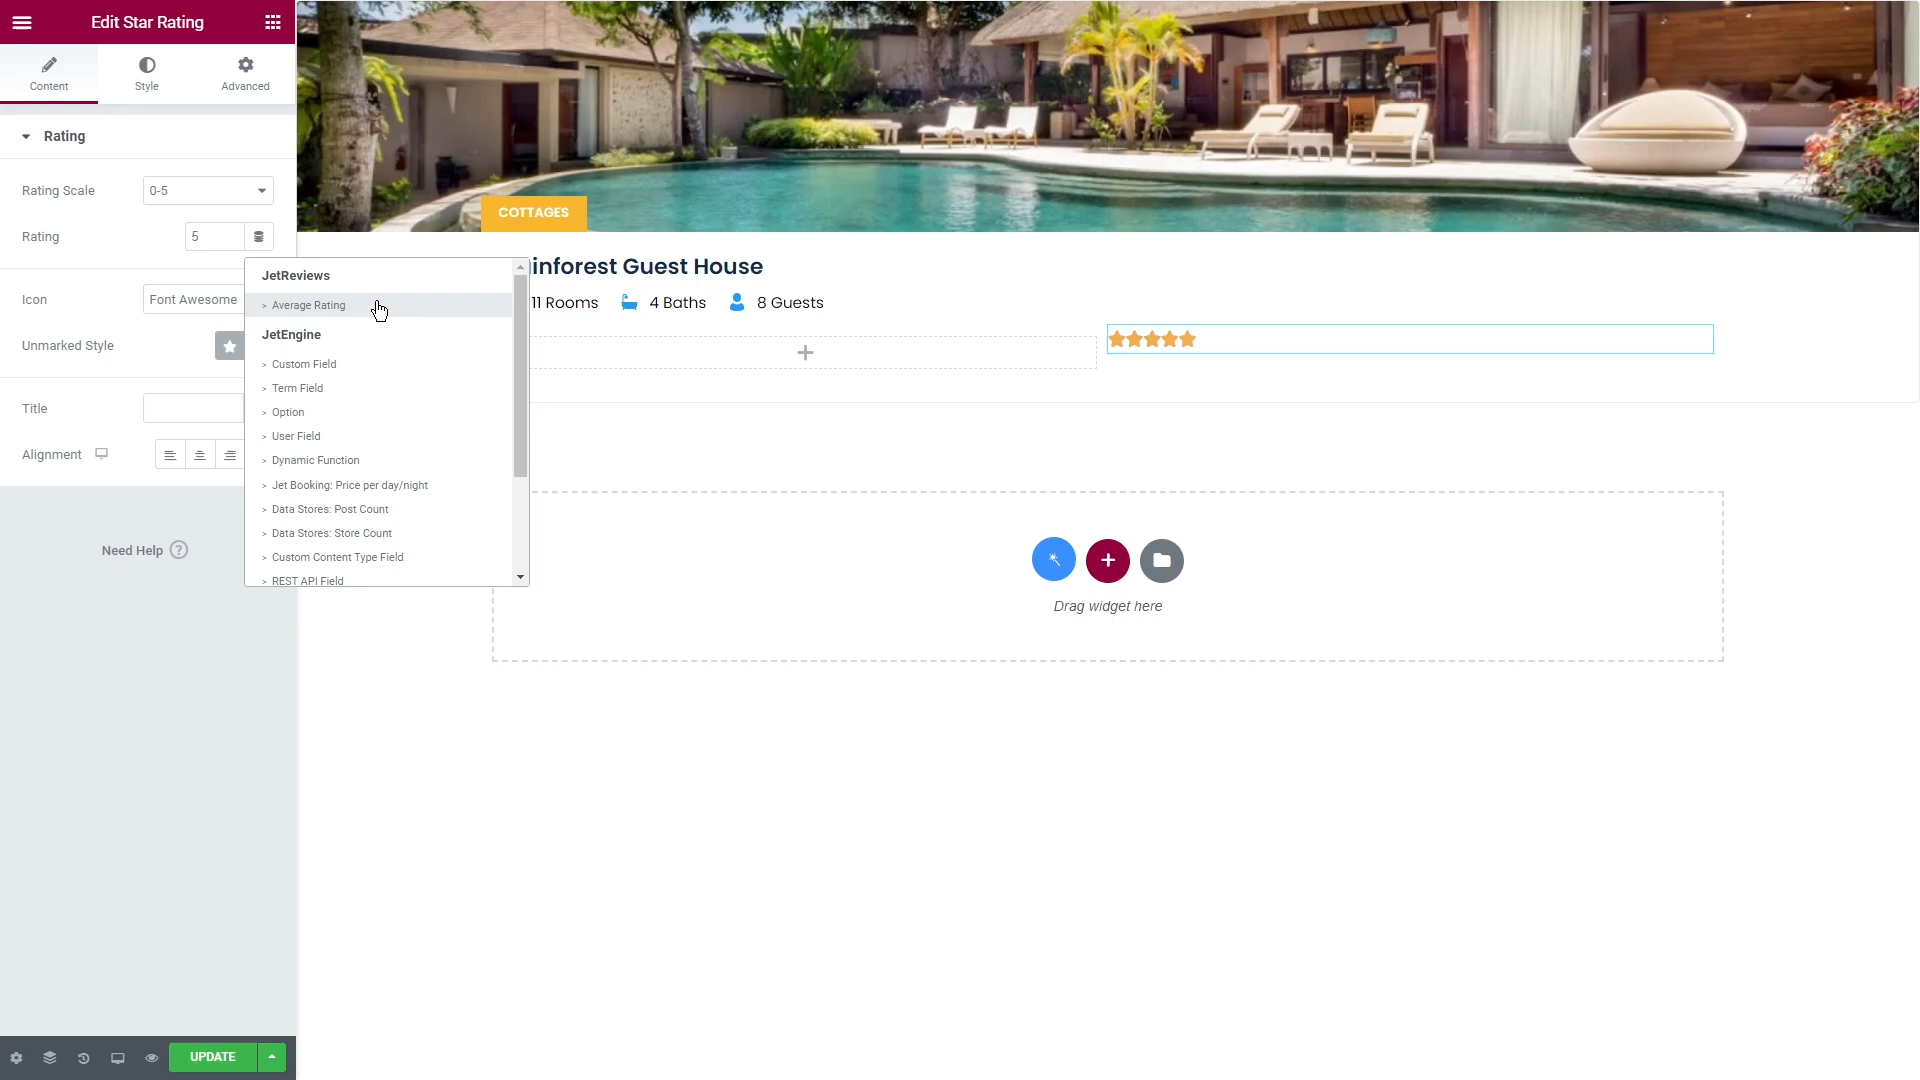 Edit Star Rating
Content
Style
Advanced
Rating
Rating Scale
0-5
Rating
5
JetReviews
> Average Rating
JetEngine
> Custom Field
> Term Field
> Option
> User Field
> Dynamic Function
> Jet Booking: Price per day/night
> Data Stores: Post Count
> Data Stores: Store Count
> Custom Content Type Field
> REST API Field
Icon
Font Awesome
Unmarked Style
Title
Alignment
Need Help ?
UPDATE
COTTAGES
inforest Guest House
11 Rooms
4 Baths
8 Guests
Drag widget here